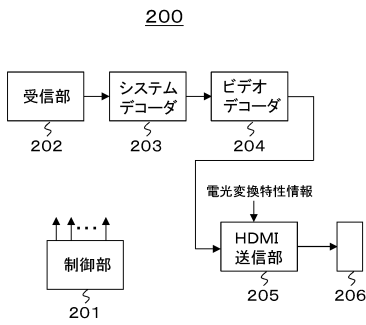 200
受信部
システム
デコーダ
ビデオ
デコーダ
202
203
204
電光変換特性情報
HDMI
送信部
制御部
201
205
206